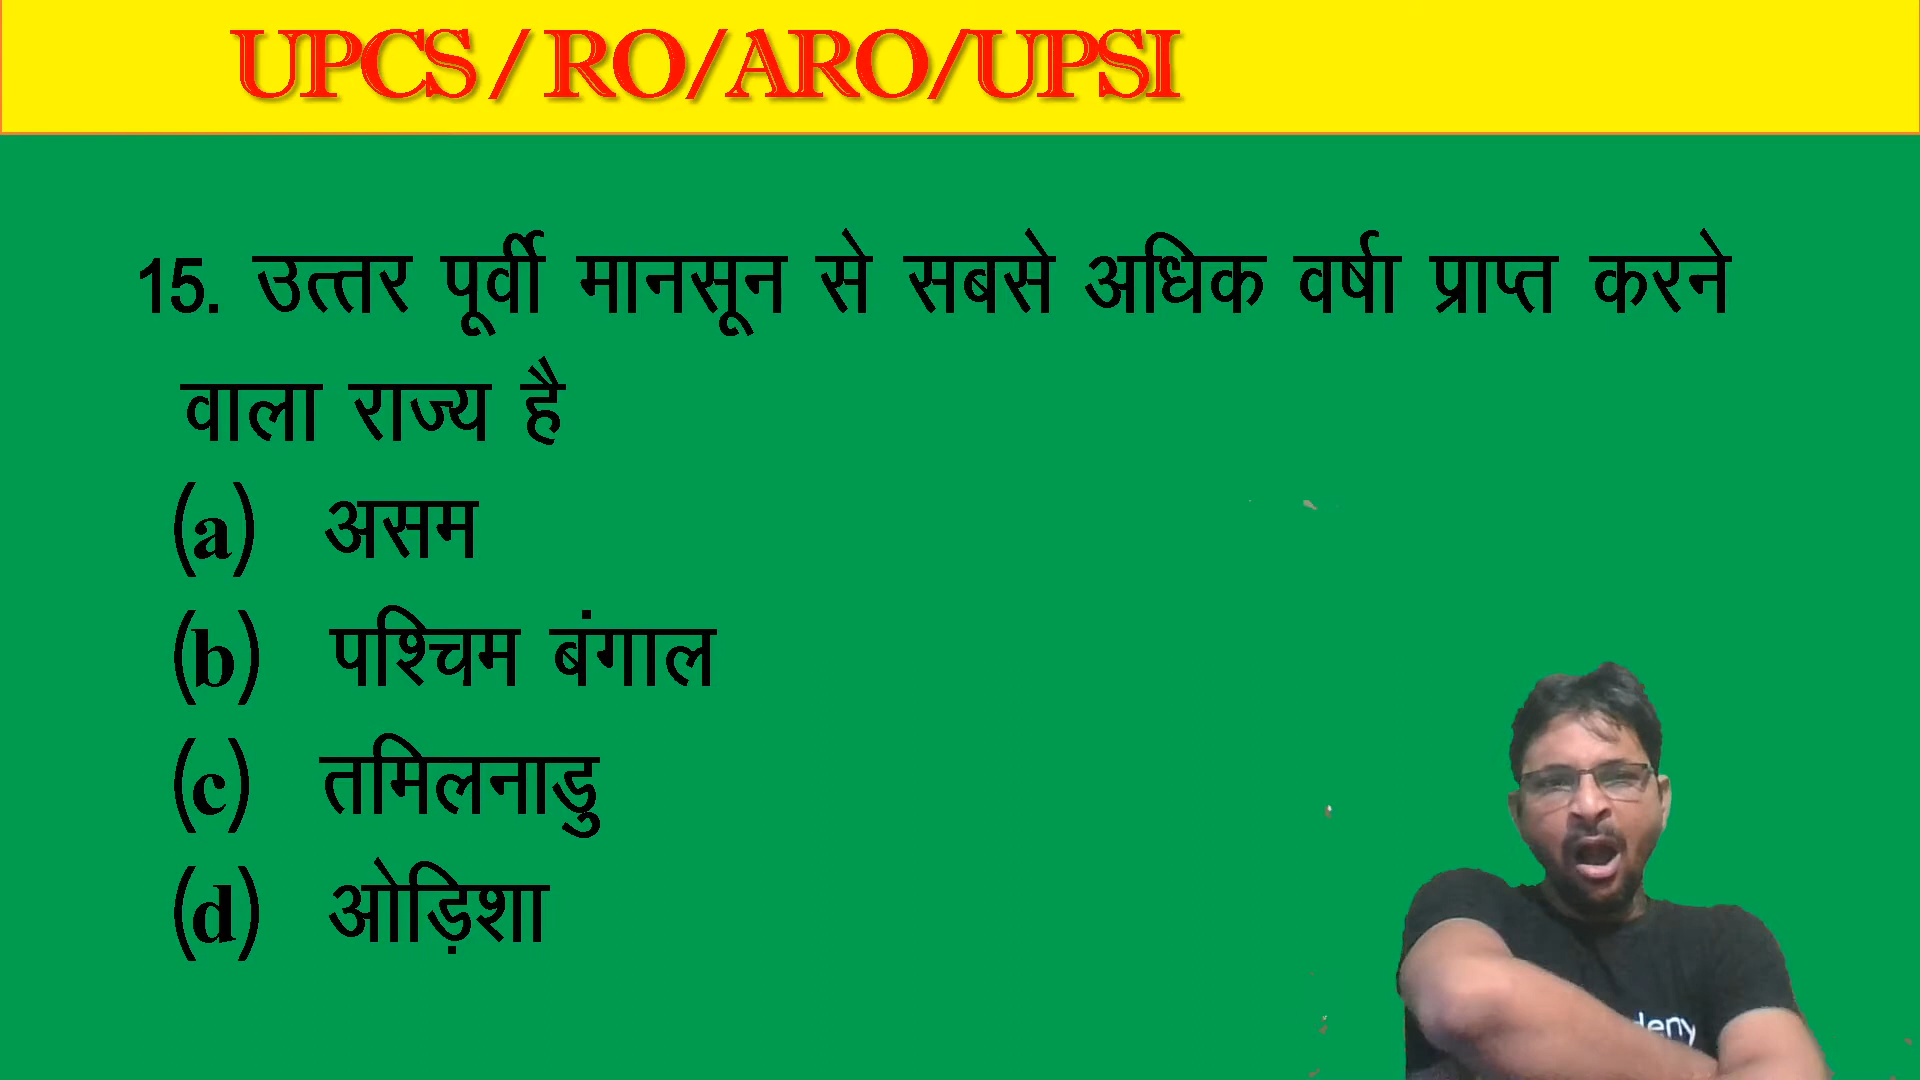 UPCS / RO/ARO/UPSI
15. उत्तर पूर्वी मानसून से सबसे अधिक वर्षा प्राप्त करने
वाला राज्य है
(a) असम
(b) पश्चिम बंगाल
(c) तमिलनाडु
(d) ओड़िशा